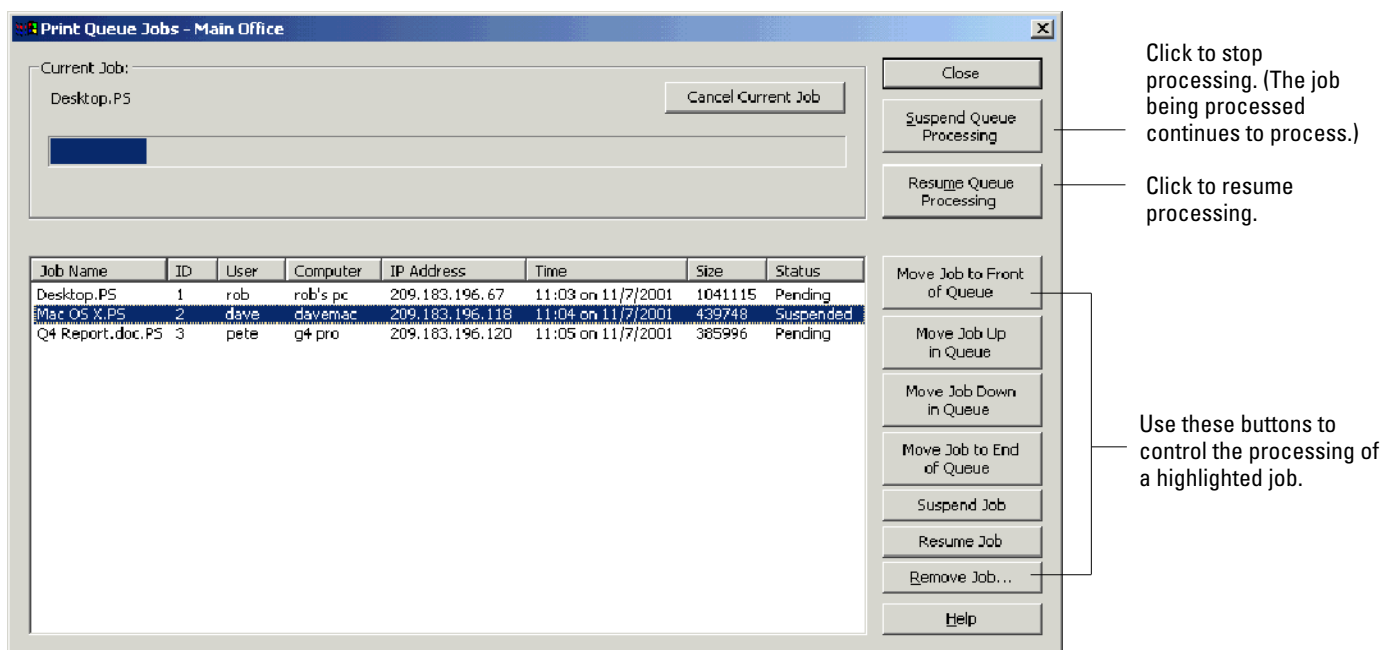 Print Queue Jobs - Main Office
Current Job:
Desktop.PS
Cancel Current Job
Close
Suspend Queue
Processing
Resume Queue
Processing
Click to stop
processing. (The job
being processed
continues to process.)
Click to resume
processing.
Job Name ID User Computer IP Address Time Size Status
Desktop.PS 1 rob rob's pc 209.183.196.67 11:03 on 11/7/2001 1041115 Pending
Mac OS X.PS 2 dave davemac 209.183.196.118 11:04 on 11/7/2001 439748 Suspended
Q4 Report.doc.PS 3 pete g4 pro 209.183.196.120 11:05 on 11/7/2001 385996 Pending
Move Job to Front
of Queue
Move Job Up
in Queue
Move Job Down
in Queue
Move Job to End
of Queue
Suspend Job
Resume Job
Remove Job...
Help
Use these buttons to
control the processing of
a highlighted job.